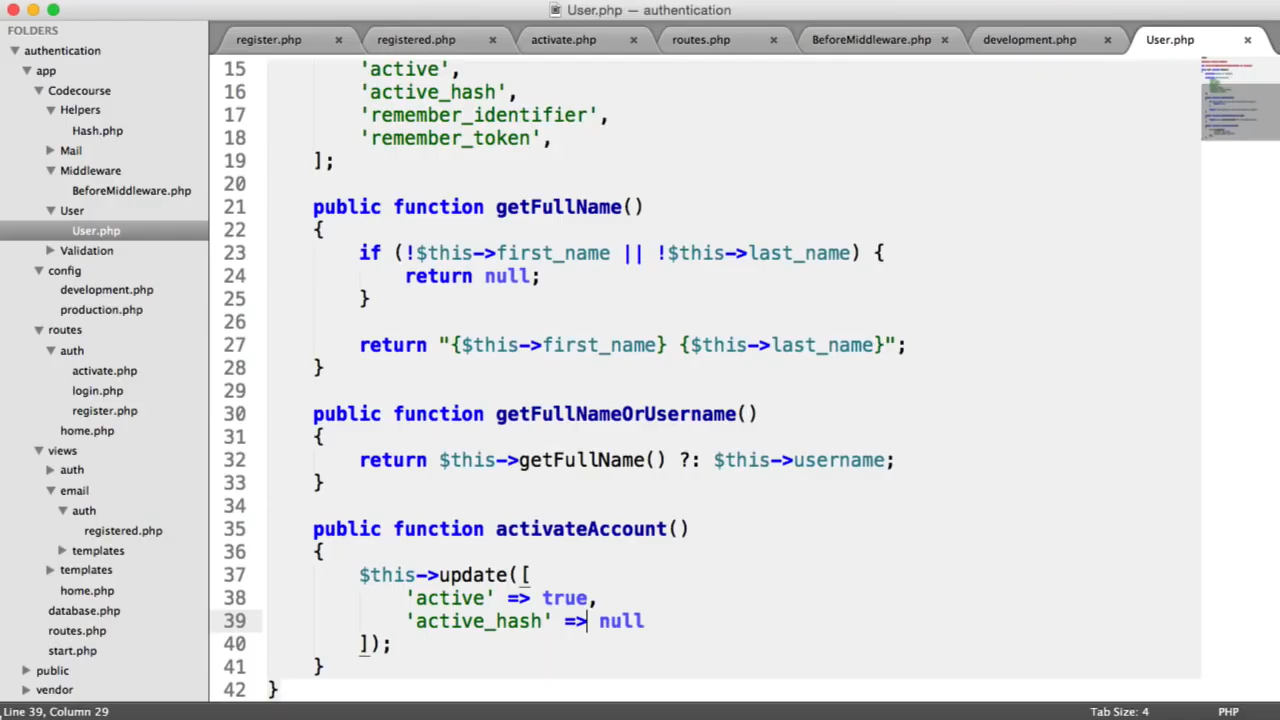 User.php — authentication
FOLDERS
authentication
app
Codecourse
Helpers
Hash.php
Mail
Middleware
BeforeMiddleware.php
User
User.php
Validation
config
development.php
production.php
routes
auth
activate.php
login.php
register.php
home.php
views
auth
email
auth
registered.php
templates
templates
home.php
database.php
routes.php
start.php
public
vendor
register.php × registered.php × activate.php × routes.php × BeforeMiddleware.php × development.php × User.php ×
15 'active',
16 'active_hash',
17 'remember_identifier',
18 'remember_token',
19 ];
20
21 public function getFullName()
22 {
23 if (!$this->first_name || !$this->last_name) {
24 return null;
25 }
26
27 return "{$this->first_name} {$this->last_name}";
28 }
29
30 public function getFullNameOrUsername()
31 {
32 return $this->getFullName() ?: $this->username;
33 }
34
35 public function activateAccount()
36 {
37 $this->update([
38 'active' => true,
39 'active_hash' => null
40 ]);
41 }
42 }
Line 39, Column 29 Tab Size: 4 PHP